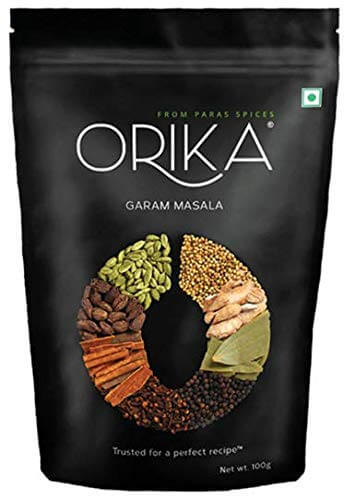 FROM PARAS SPICES
ORIKA®
GARAM MASALA
Trusted for a perfect recipe™
Net wt. 100g